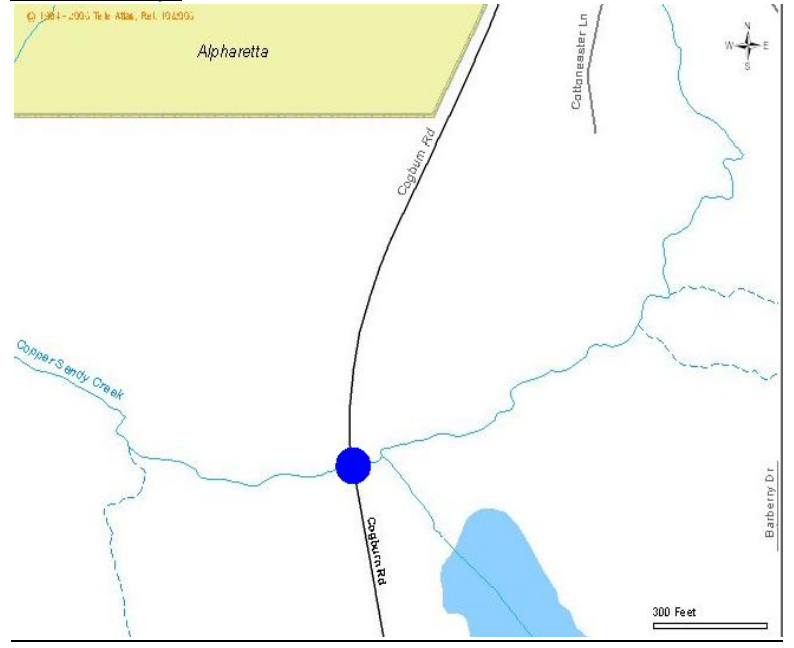 © 1984 - 2005 Tele Atlas, Rel. 10/2005
Alpharetta
N
W E
S
Cottoneaster Ln
Cogburn Rd
Copper Sandy Creek
Cogburn Rd
Barberry Dr
300 Feet